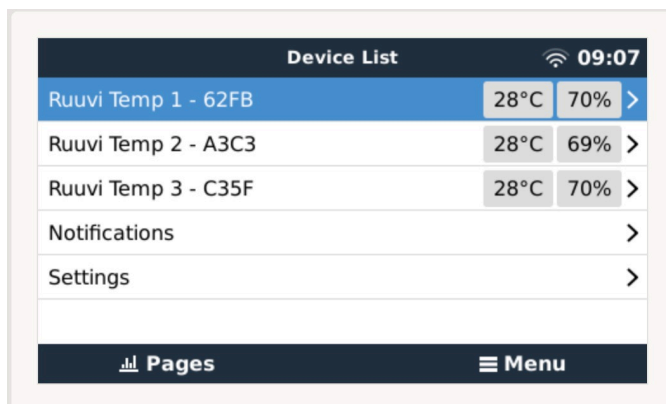 Device List 09:07
Ruuvi Temp 1 - 62FB 28°C 70%
Ruuvi Temp 2 - A3C3 28°C 69%
Ruuvi Temp 3 - C35F 28°C 70%
Notifications
Settings
Pages Menu